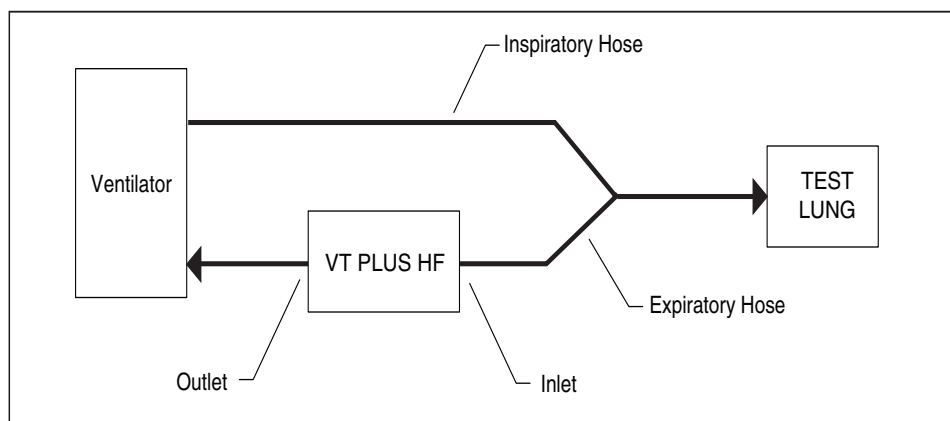 Inspiratory Hose
Ventilator
TEST
LUNG
VT PLUS HF
Expiratory Hose
Outlet
Inlet